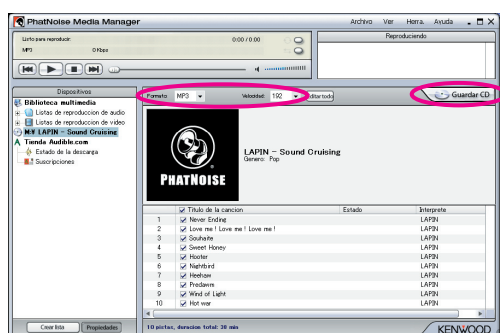 PhatNoise Media Manager
Archivo Ver Herra. Ayuda
Listo para reproducir.
0:00 / 0:00
MP3 0 Kbps
Reproduciendo
Dispositivos
Biblioteca multimedia
Listas de reproduccion de audio
Listas de reproduccion de video
M:¥ LAPIN - Sound Cruising
Tienda Audible.com
Estado de la descarga
Suscripciones
Formato: MP3 Velocidad: 192 Editar todo Guardar CD
PHATNOISE
LAPIN - Sound Cruising
Genero: Pop
Titulo de la cancion Estado Interprete
1 Never Ending LAPIN
2 Love me ! Love me ! Love me ! LAPIN
3 Souhaite LAPIN
4 Sweet Honey LAPIN
5 Hooter LAPIN
6 Nightbird LAPIN
7 Heehaw LAPIN
8 Predawm LAPIN
9 Wind of Light LAPIN
10 Hot war LAPIN
Crear lista Propiedades
10 pistas, duracion total: 38 min
KENWOOD